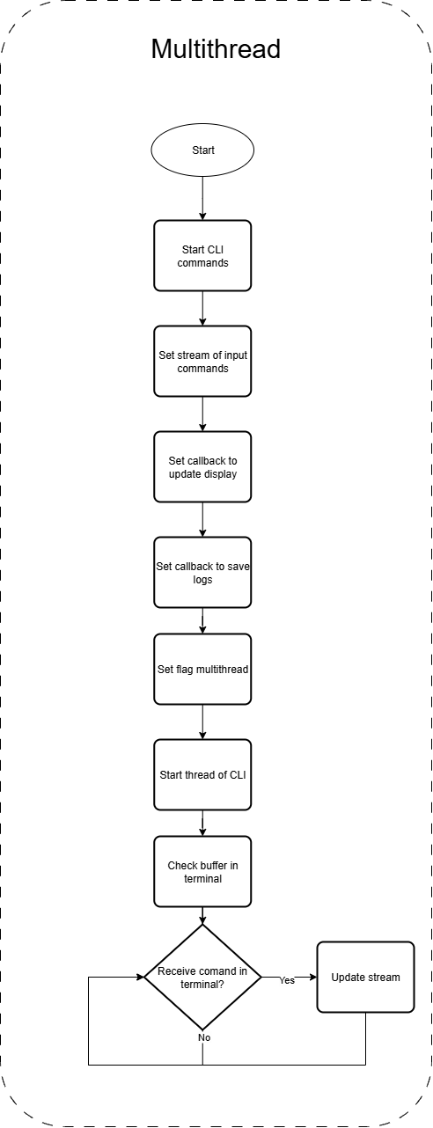 Multithread
Start
Start CLI
commands
Set stream of input
commands
Set callback to
update display
Set callback to save
logs
Set flag multithread
Start thread of CLI
Check buffer in
terminal
Receive comand in
terminal?
Yes
Update stream
No